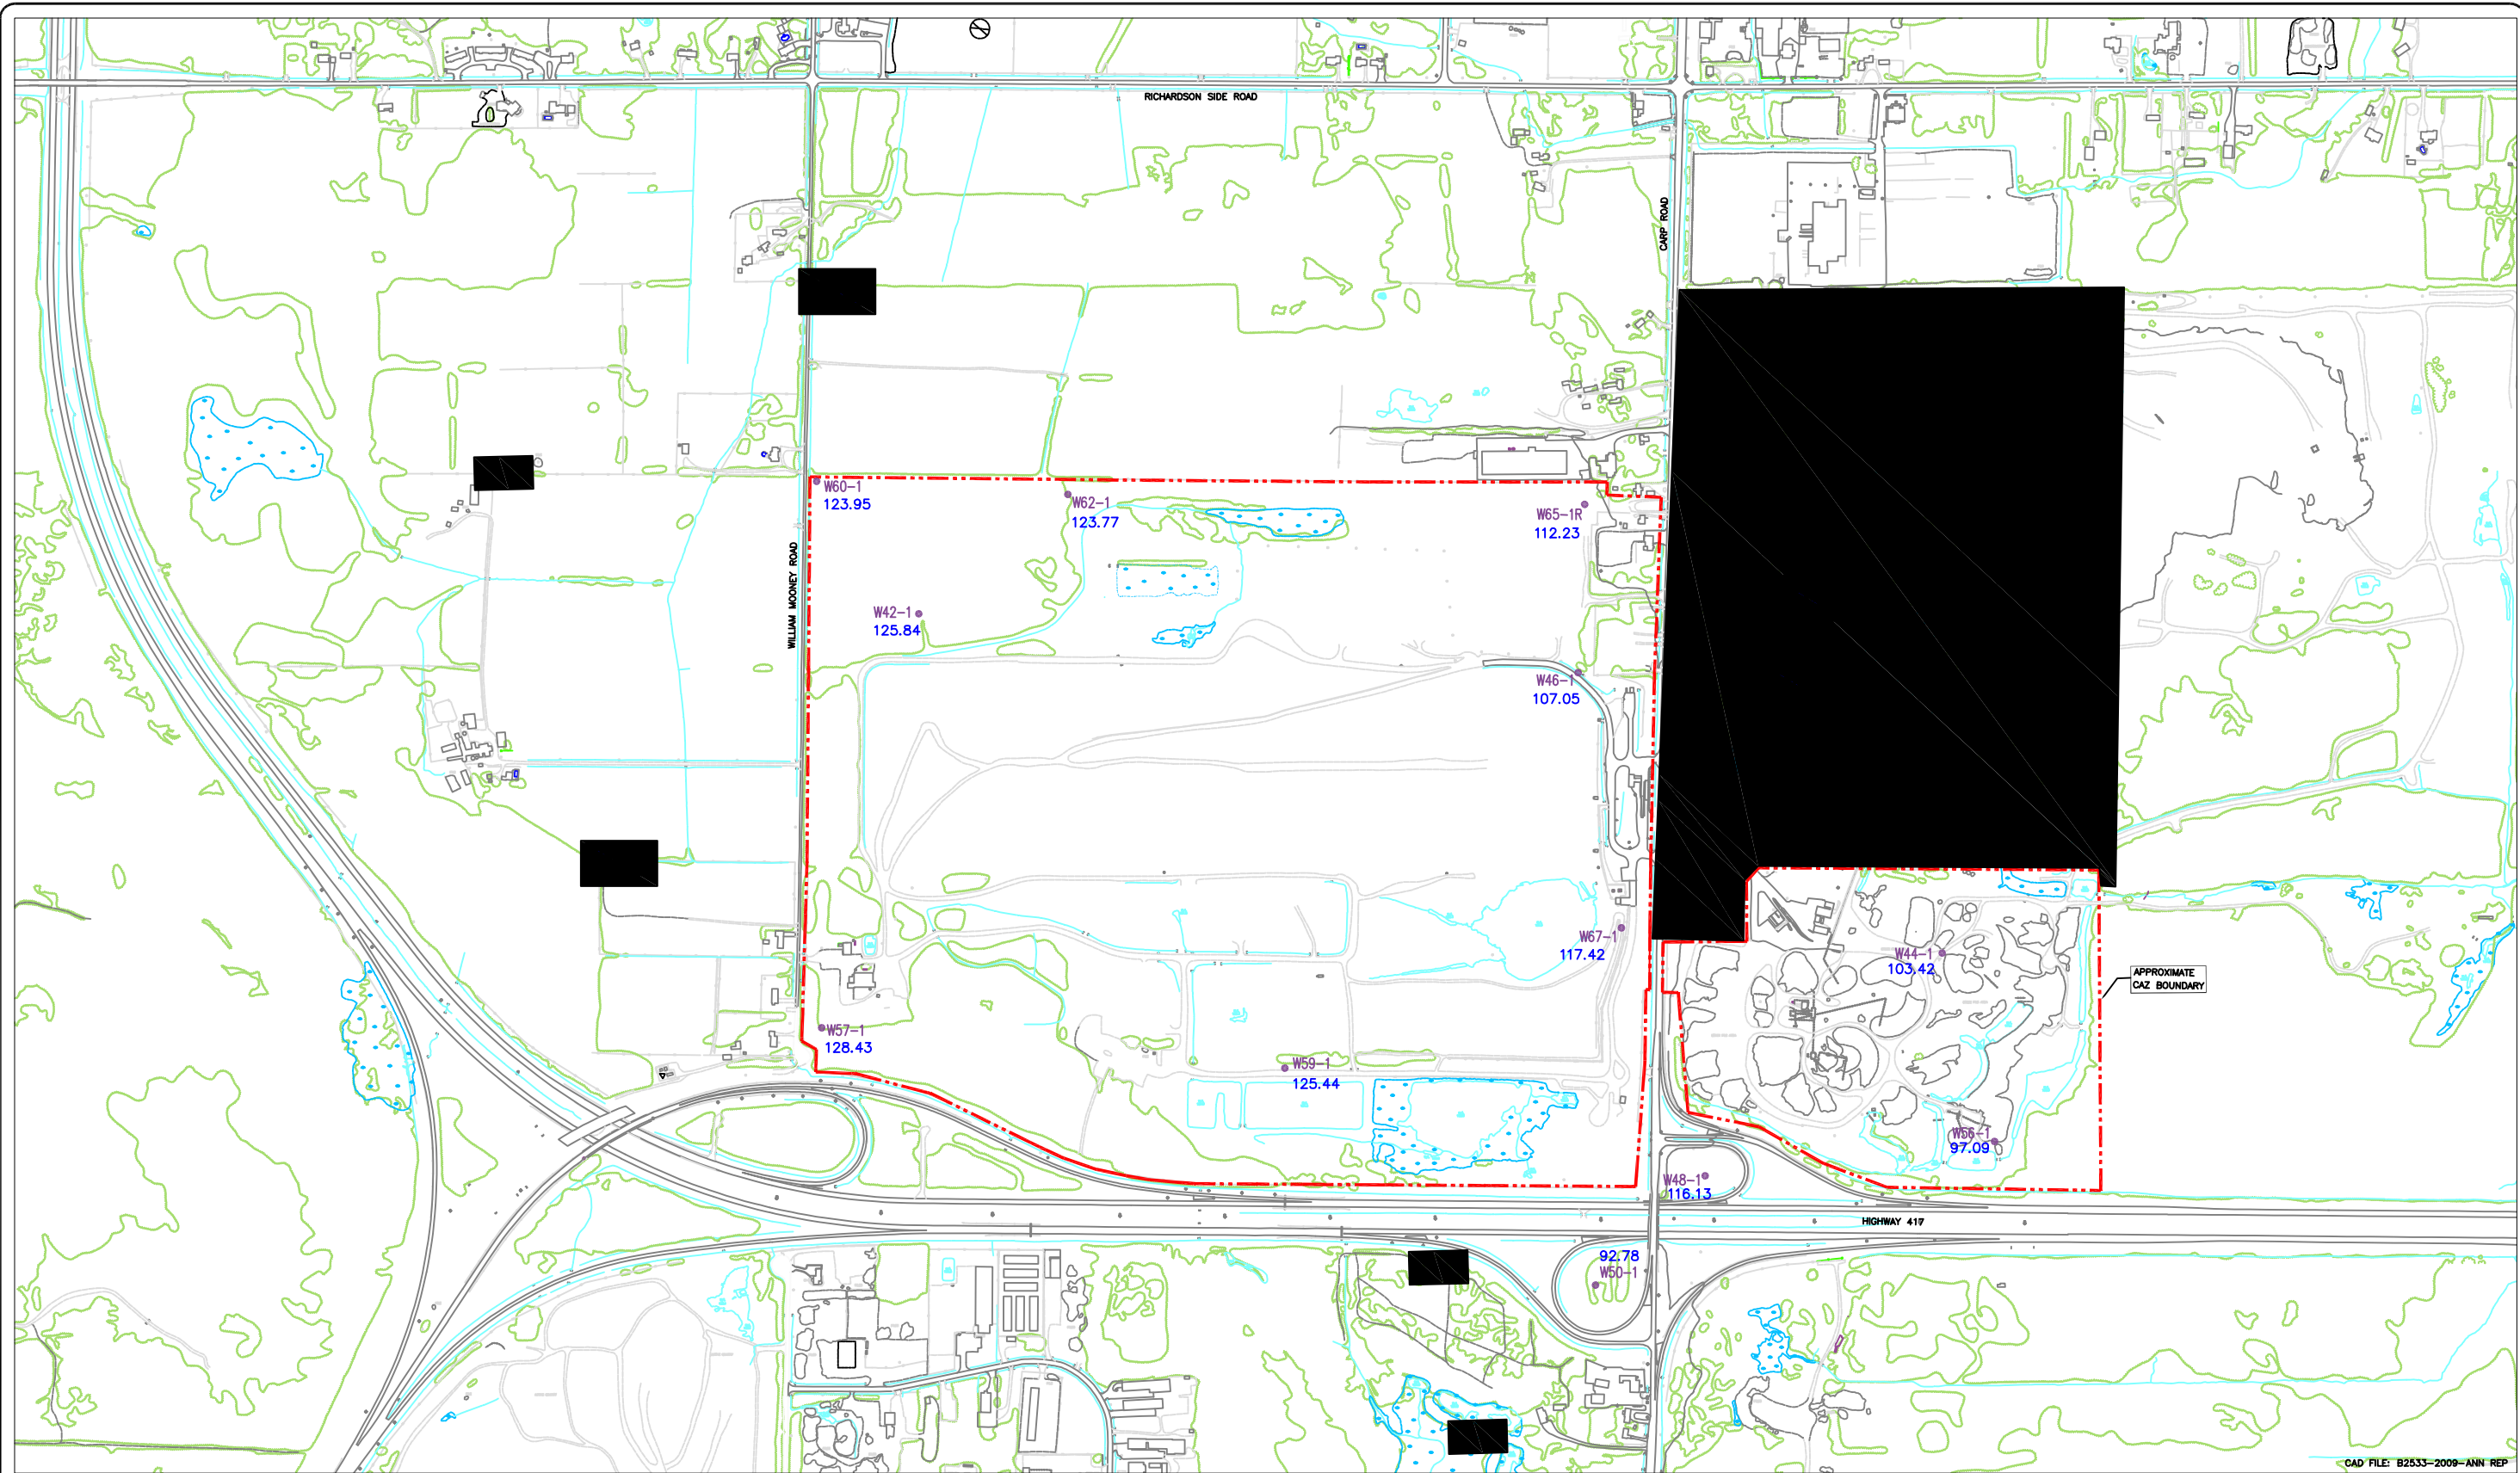 RICHARDSON SIDE ROAD
CARP ROAD
WILLIAM MOONEY ROAD
W60-1
123.95
W62-1
123.77
W65-1R
112.23
W42-1
125.84
W46-1
107.05
W67-1
117.42
W44-1
103.42
APPROXIMATE
CAZ BOUNDARY
W57-1
128.43
W59-1
125.44
W56-1
97.09
W48-1
116.13
HIGHWAY 417
92.78
W50-1
CAD FILE: B2533-2009-ANN REP